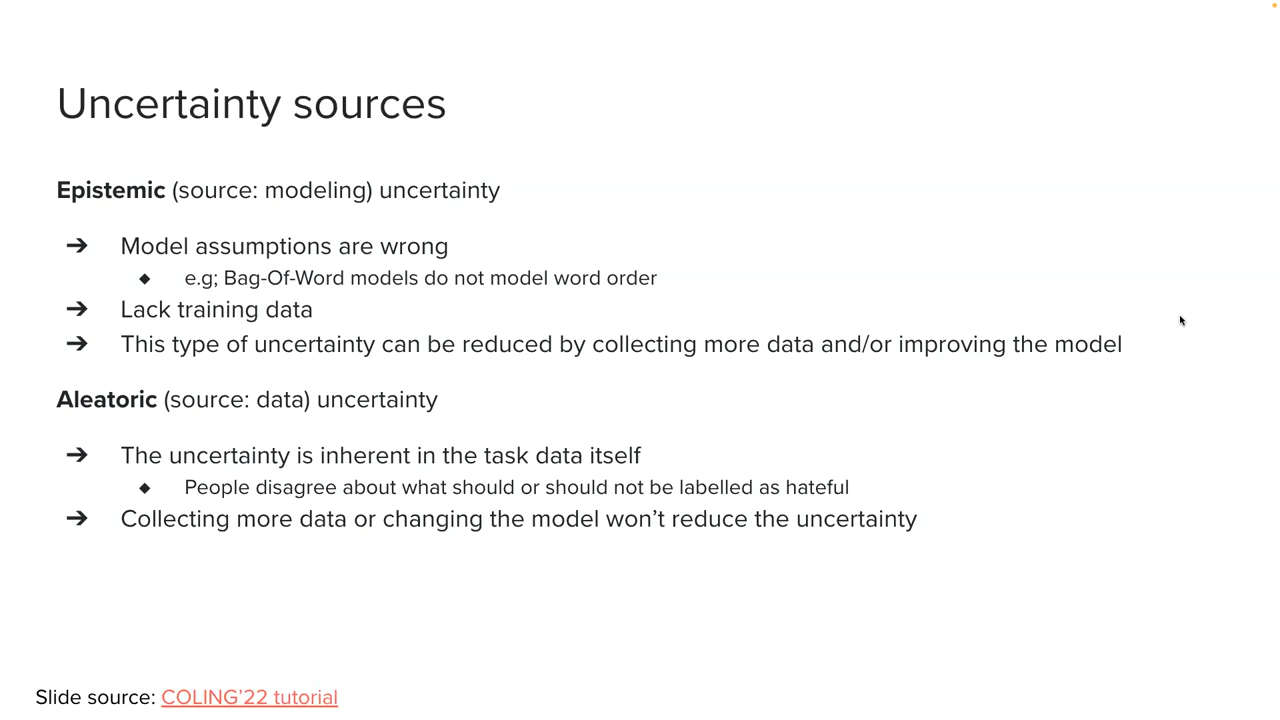 Uncertainty sources
Epistemic (source: modeling) uncertainty
➔ Model assumptions are wrong
◆ e.g; Bag-Of-Word models do not model word order
➔ Lack training data
➔ This type of uncertainty can be reduced by collecting more data and/or improving the model
Aleatoric (source: data) uncertainty
➔ The uncertainty is inherent in the task data itself
◆ People disagree about what should or should not be labelled as hateful
➔ Collecting more data or changing the model won’t reduce the uncertainty
Slide source: COLING’22 tutorial